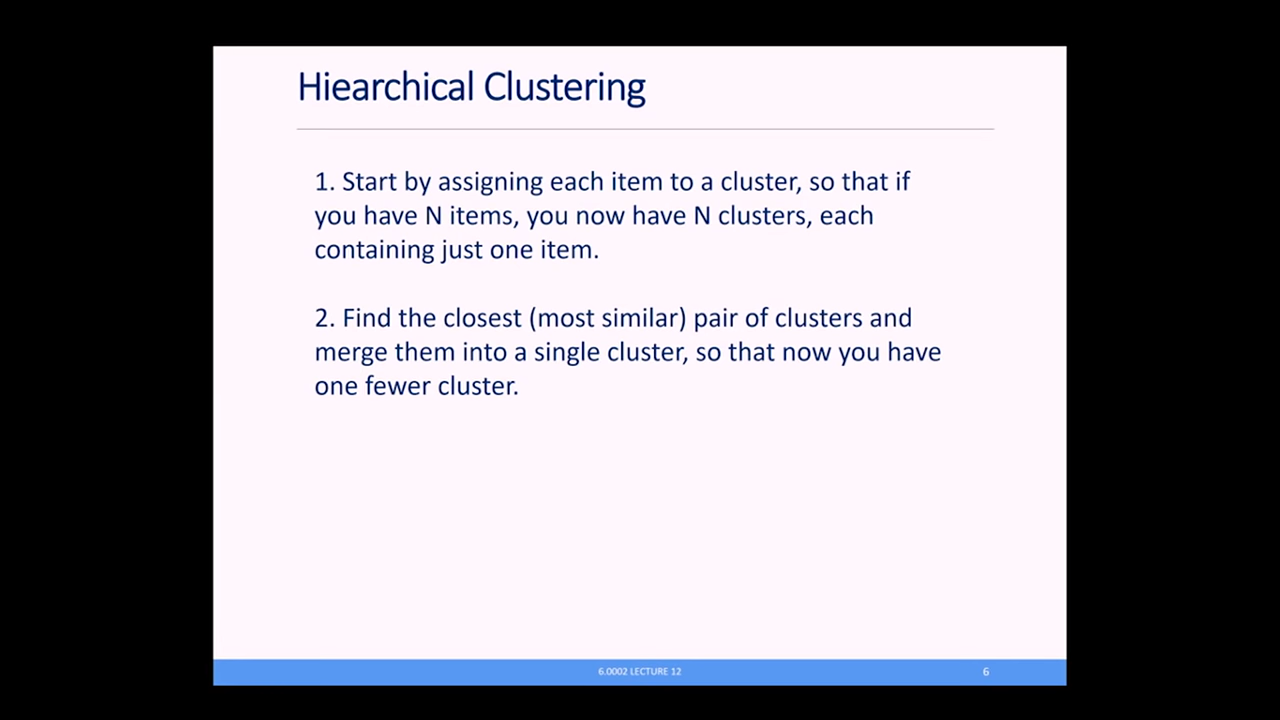 Hiearchical Clustering
1. Start by assigning each item to a cluster, so that if
you have N items, you now have N clusters, each
containing just one item.
2. Find the closest (most similar) pair of clusters and
merge them into a single cluster, so that now you have
one fewer cluster.
6.0002 LECTURE 12
6